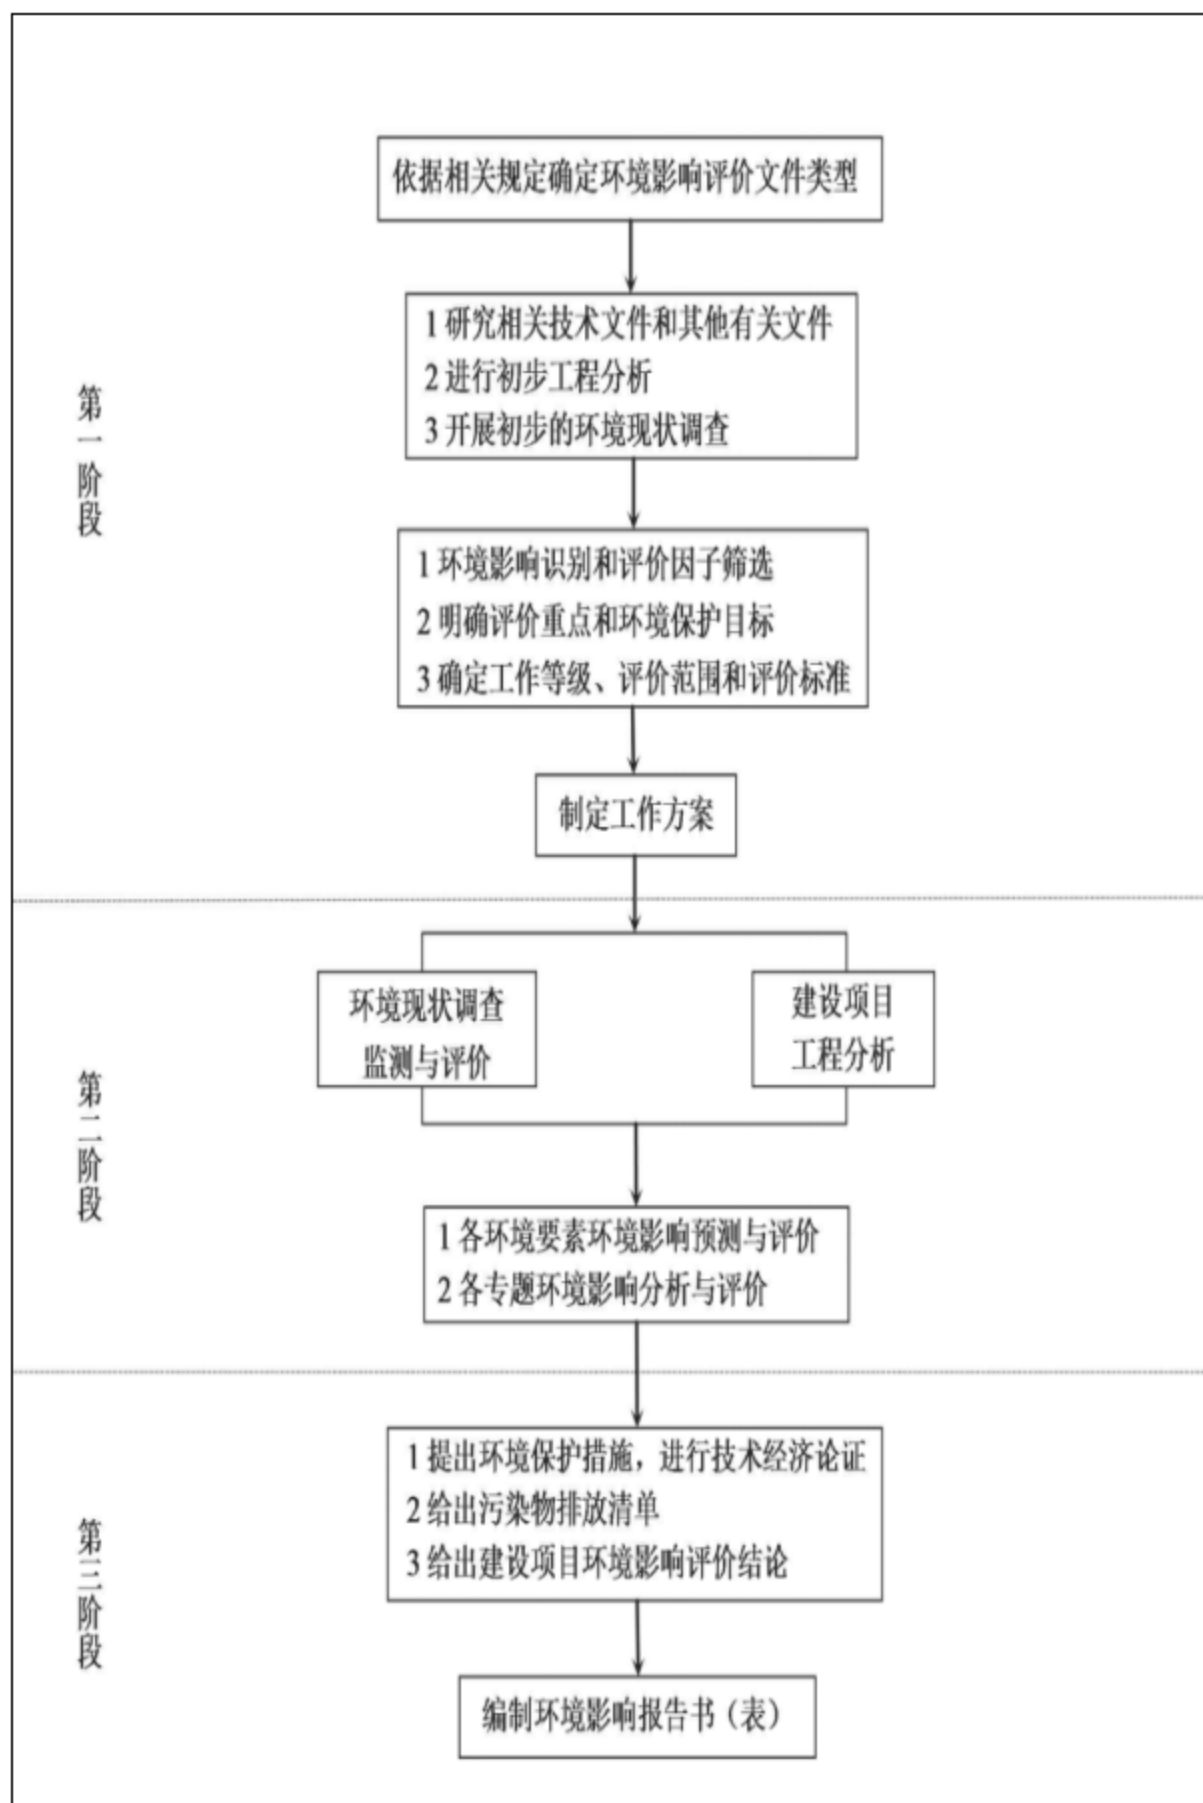 依据相关规定确定环境影响评价文件类型
1 研究相关技术文件和其他有关文件
2 进行初步工程分析
3 开展初步的环境现状调查
第一阶段
1 环境影响识别和评价因子筛选
2 明确评价重点和环境保护目标
3 确定工作等级、评价范围和评价标准
制定工作方案
环境现状调查
监测与评价
建设项目
工程分析
第二阶段
1 各环境要素环境影响预测与评价
2 各专题环境影响分析与评价
1 提出环境保护措施，进行技术经济论证
2 给出污染物排放清单
3 给出建设项目环境影响评价结论
第三阶段
编制环境影响报告书（表）